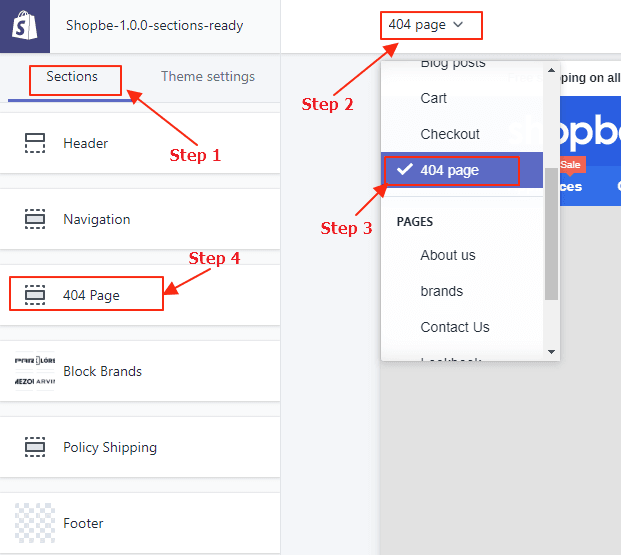 Shopbe-1.0.0-sections-ready
404 page
Sections
Theme settings
Step 2
Blog posts
ping on all
Cart
Checkout
shopbe
Step 1
Header
404 page
Sale
ces
Step 3
Navigation
PAGES
Step 4
About us
404 Page
brands
Contact Us
Lookbook
Block Brands
Policy Shipping
Footer